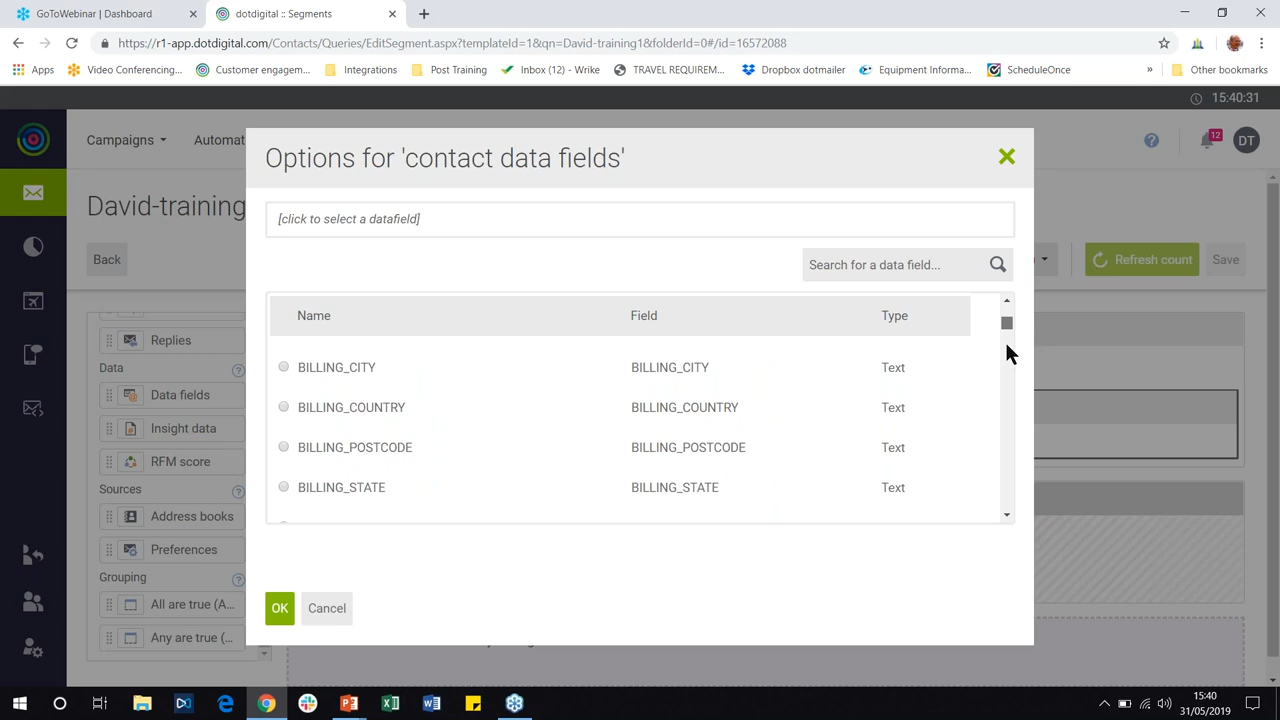 GoToWebinar | Dashboard
dotdigital :: Segments
https://r1-app.dotdigital.com/Contacts/Queries/EditSegment.aspx?templateId=1&qn=David-training1&folderId=0#/id=16572088
Apps
Video Conferencing...
Customer engagem...
Integrations
Post Training
Inbox (12) - Wrike
TRAVEL REQUIREM...
Dropbox dotmailer
Equipment Informa...
ScheduleOnce
»
Other bookmarks
15:40:31
Campaigns
Automat
12
DT
David-training
Back
Refresh count
Save
Options for 'contact data fields'
[click to select a datafield]
Search for a data field...
Name Field Type
BILLING_CITY BILLING_CITY Text
BILLING_COUNTRY BILLING_COUNTRY Text
BILLING_POSTCODE BILLING_POSTCODE Text
BILLING_STATE BILLING_STATE Text
OK
Cancel
Replies
Data
Data fields
Insight data
RFM score
Sources
Address books
Preferences
Grouping
All are true (A...
Any are true (...
15:40
31/05/2019